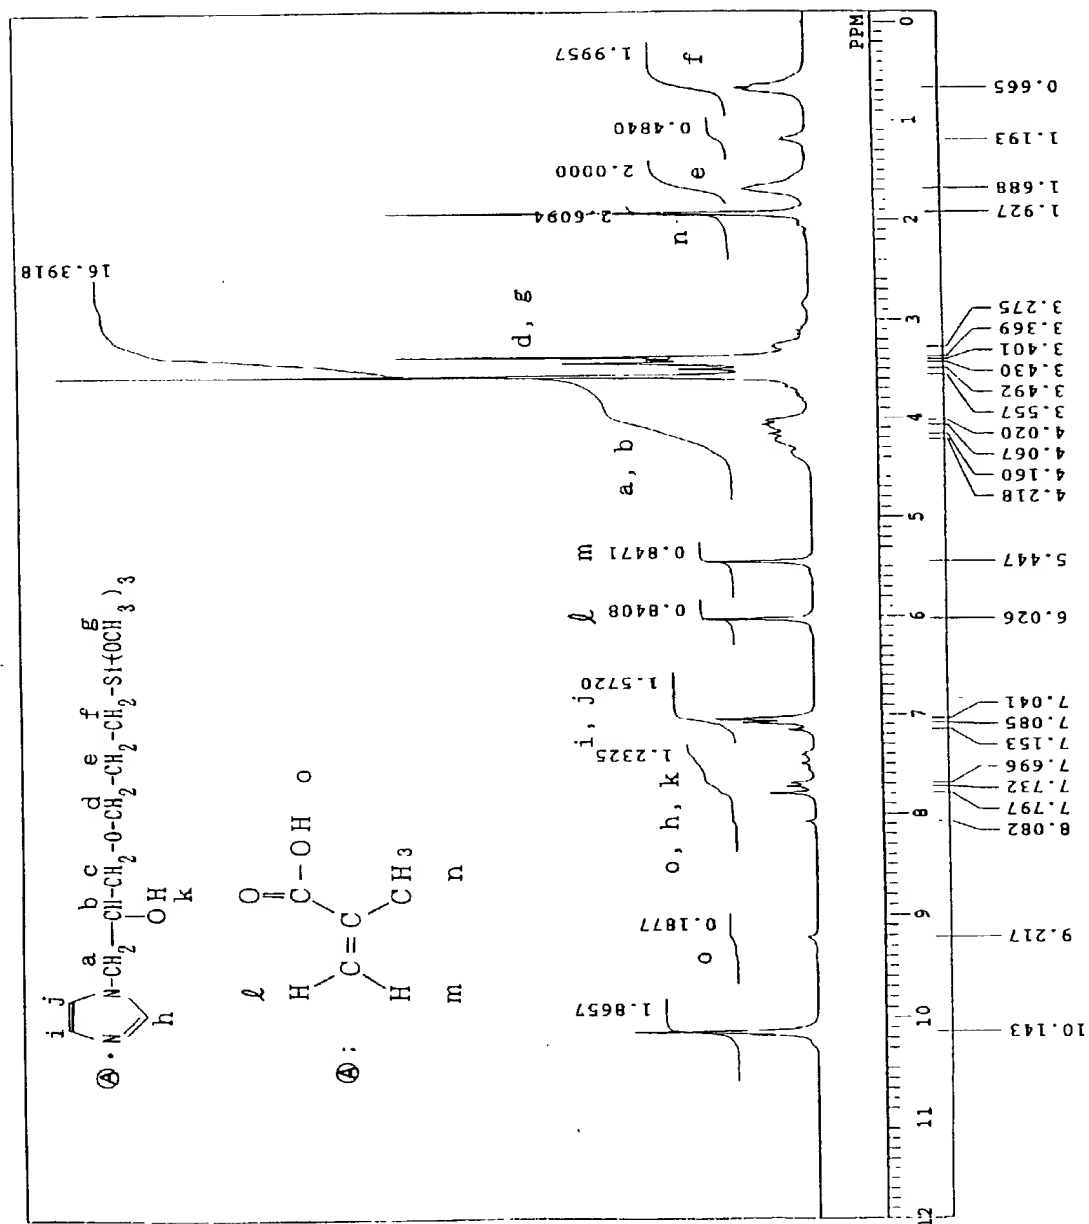 i j
a b c d e f g
Ⓐ·N N-CH2—CH-CH2-O-CH2-CH2-CH2-Si(OCH3)3
h OH
k
Ⓐ:
ℓ H O
C=C C-OH o
m H CH3 n
16.3918
d, g
a, b
1.9957
f
0.4840
2.0000
e
2.6094
n
m 0.8471
ℓ 0.8408
1.5720
i, j
1.2325
o, h, k
0.1877
o
1.8657
PPM
0
1
2
3
4
5
6
7
8
9
10
11
12
0.665
1.193
1.688
1.927
3.275
3.369
3.401
3.430
3.492
3.557
4.020
4.067
4.160
4.218
5.447
6.026
7.041
7.085
7.153
7.696
7.732
7.797
8.082
9.217
10.143